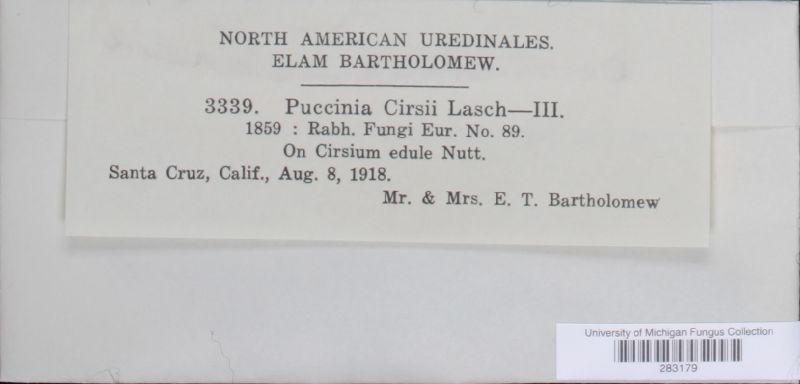 NORTH AMERICAN UREDINALES.
ELAM BARTHOLOMEW.
3339. Puccinia Cirsii Lasch—III.
1859 : Rabh. Fungi Eur. No. 89.
On Cirsium edule Nutt.
Santa Cruz, Calif., Aug. 8, 1918.
Mr. & Mrs. E. T. Bartholomew
University of Michigan Fungus Collection
283179